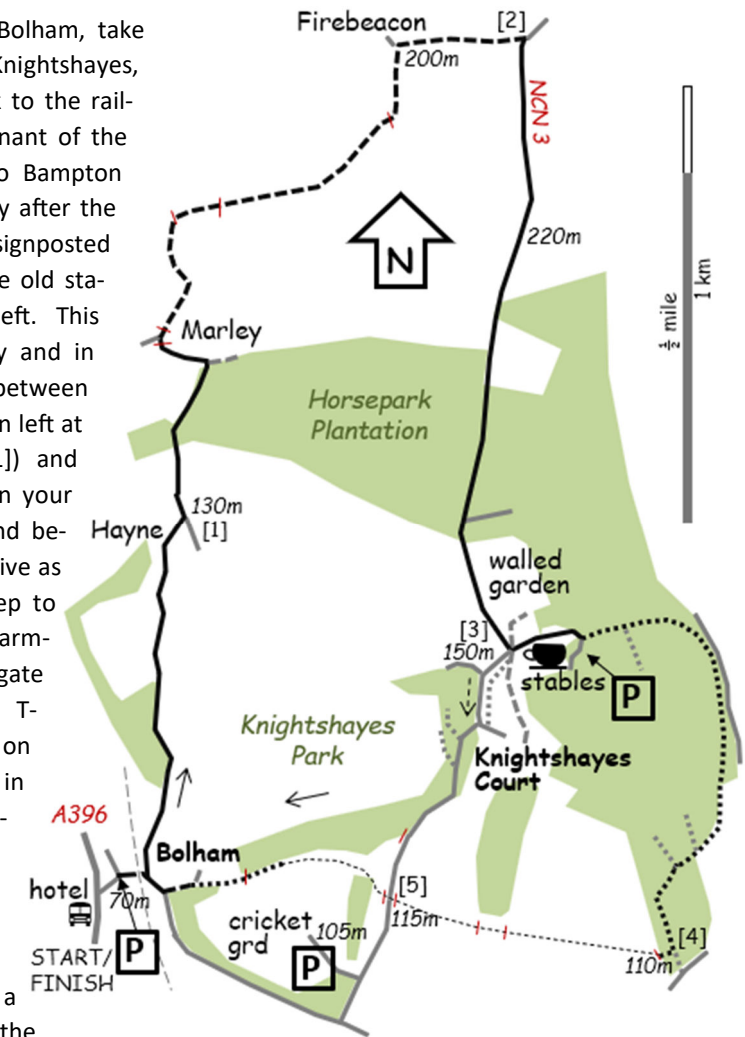 Bolham, take
Knightshayes,
to the rail-
nant of the
o Bampton
y after the
signposted
e old sta-
eft. This
y and in
between
n left at
1]) and
n your
nd be-
ive as
ep to
arm-
gate
T-
on
in
-
a
the
Firebeacon
[2]
200m
NCN 3
220m
N
½ mile
1 km
Marley
Horsepark
Plantation
130m
[1]
Hayne
walled
garden
[3]
150m
stables
P
Knightshayes
Park
Knightshayes
Court
A396
Bolham
hotel
70m
START/
FINISH
P
cricket
grd
105m
P
[5]
115m
[4]
110m